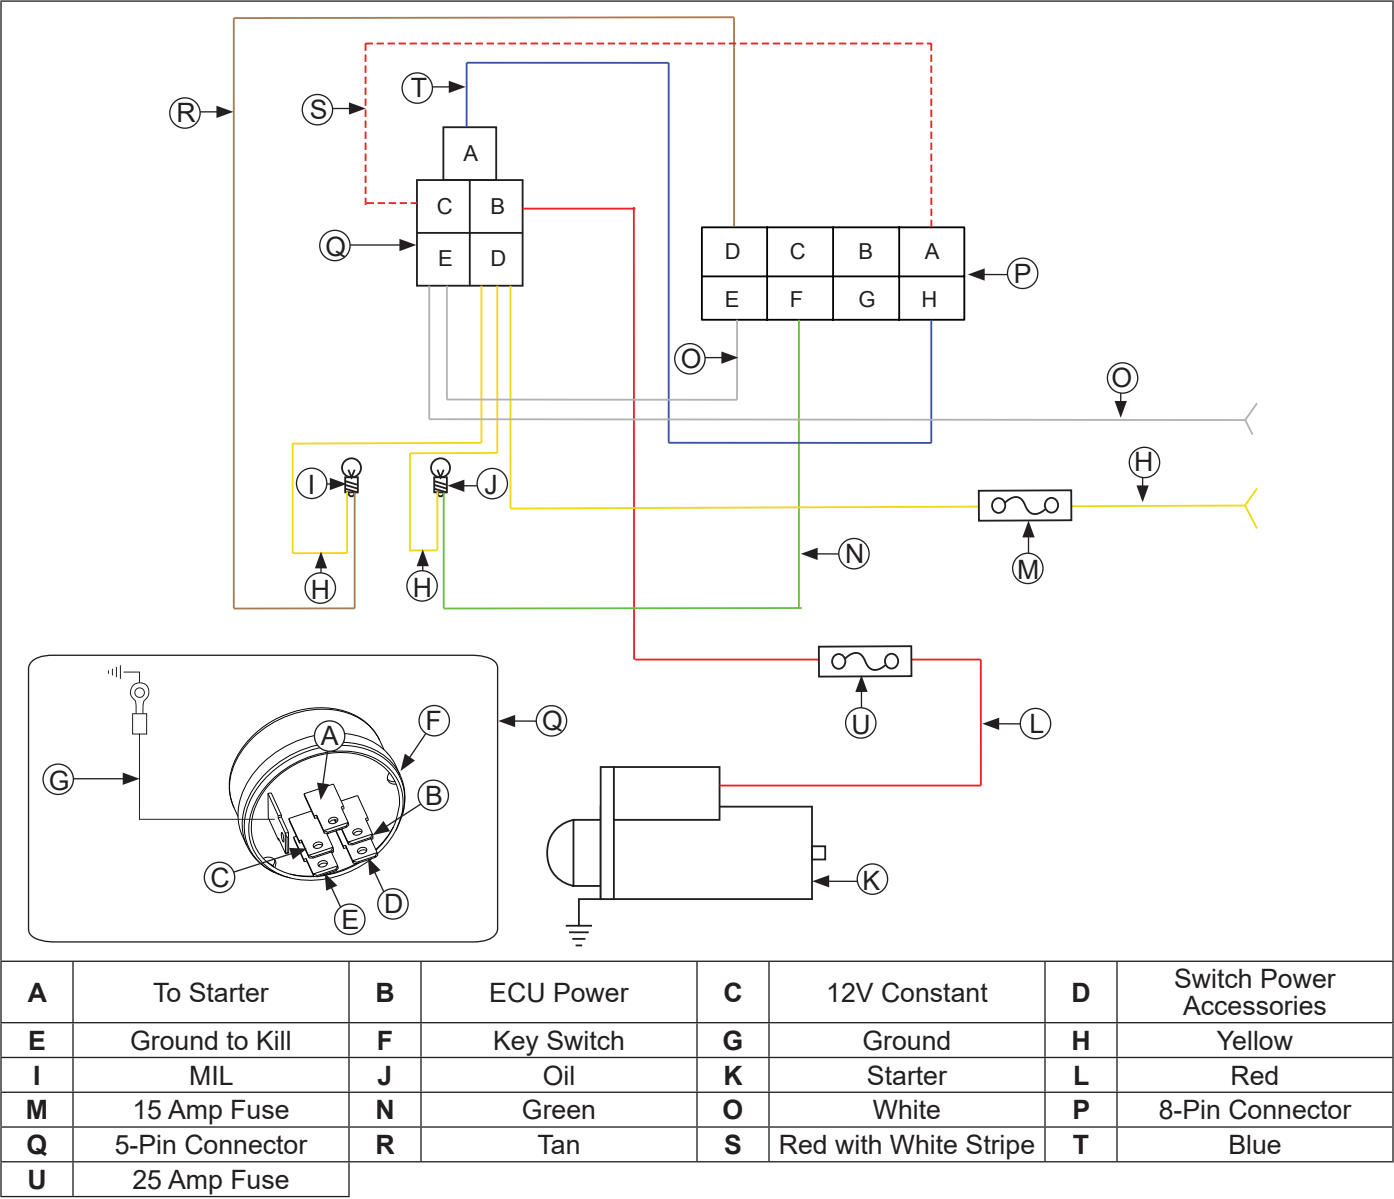 T
S
R
A
C B
Q
E D
D C B A
P
E F G H
O
O
H
I
J
N
M
H
H
Q
F
A
U
L
G
B
C
K
D
E
A To Starter B ECU Power C 12V Constant D Switch Power
Accessories
E Ground to Kill F Key Switch G Ground H Yellow
I MIL J Oil K Starter L Red
M 15 Amp Fuse N Green O White P 8-Pin Connector
Q 5-Pin Connector R Tan S Red with White Stripe T Blue
U 25 Amp Fuse